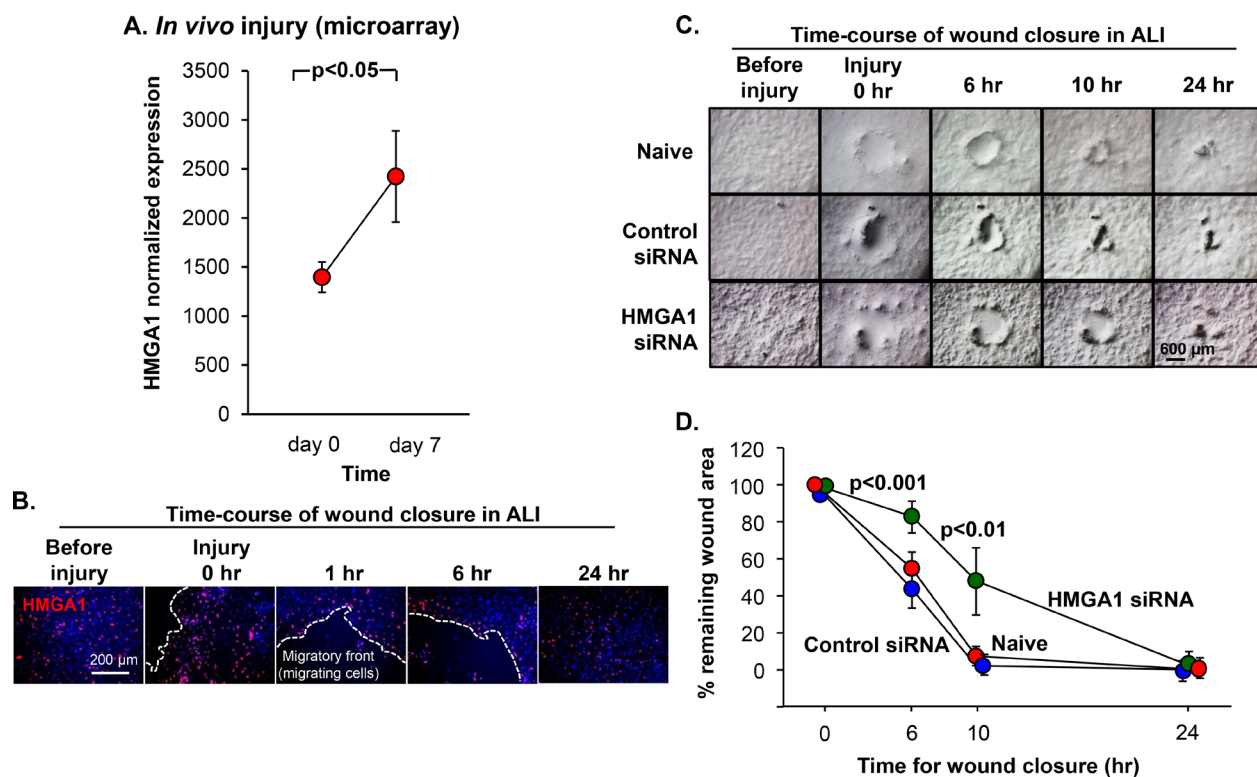 A. In vivo injury (microarray)
HMGA1 normalized expression
3500
3000
2500
2000
1500
1000
500
0
p<0.05
day 0
day 7
Time
B.
Time-course of wound closure in ALI
Before injury
Injury 0 hr
1 hr
6 hr
24 hr
HMGA1
200 µm
Migratory front
(migrating cells)
C.
Time-course of wound closure in ALI
Before injury
Injury 0 hr
6 hr
10 hr
24 hr
Naive
Control siRNA
HMGA1 siRNA
600 µm
D.
% remaining wound area
120
100
80
60
40
20
0
p<0.001
p<0.01
HMGA1 siRNA
Control siRNA
Naive
0
6
10
24
Time for wound closure (hr)